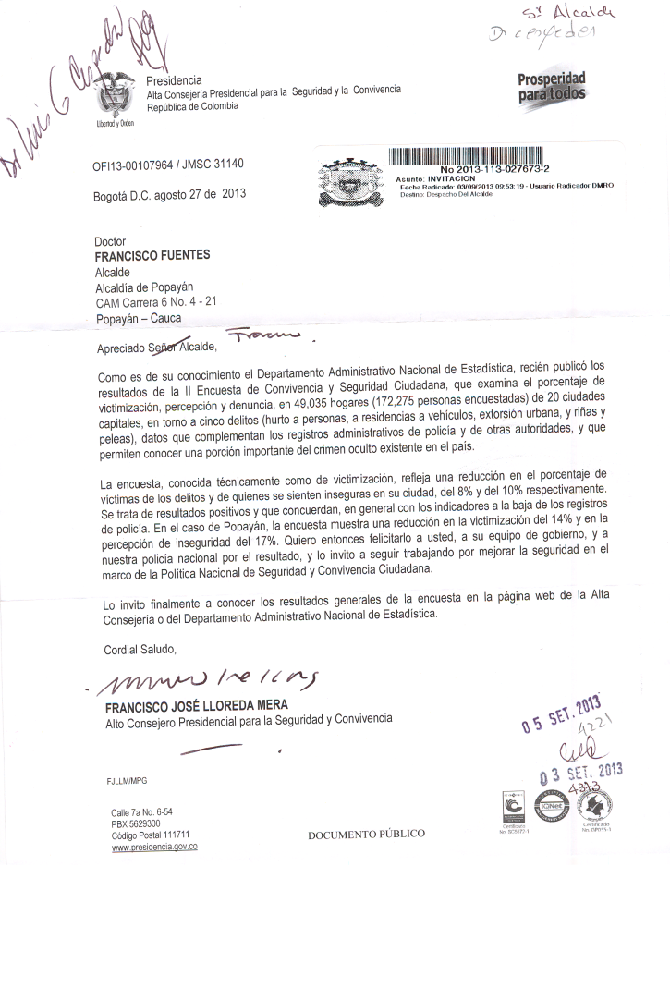 Sr Alcalde
Dr cespedes
Dr Luis G Cespedes
Presidencia
Alta Consejería Presidencial para la Seguridad y la Convivencia
República de Colombia
Libertad y Orden
Prosperidad
para todos
OFI13-00107964 / JMSC 31140
No 2013-113-027673-2
Asunto: INVITACION
Fecha Radicado: 03/09/2013 09:53:19 - Usuario Radicador DMRO
Destino: Despacho Del Alcalde
Bogotá D.C. agosto 27 de 2013
Doctor
FRANCISCO FUENTES
Alcalde
Alcaldía de Popayán
CAM Carrera 6 No. 4 - 21
Popayán – Cauca
Apreciado Señor Alcalde,
Como es de su conocimiento el Departamento Administrativo Nacional de Estadística, recién publicó los
resultados de la II Encuesta de Convivencia y Seguridad Ciudadana, que examina el porcentaje de
victimización, percepción y denuncia, en 49,035 hogares (172,275 personas encuestadas) de 20 ciudades
capitales, en torno a cinco delitos (hurto a personas, a residencias a vehículos, extorsión urbana, y riñas y
peleas), datos que complementan los registros administrativos de policía y de otras autoridades, y que
permiten conocer una porción importante del crimen oculto existente en el país.
La encuesta, conocida técnicamente como de victimización, refleja una reducción en el porcentaje de
víctimas de los delitos y de quienes se sienten inseguras en su ciudad, del 8% y del 10% respectivamente.
Se trata de resultados positivos y que concuerdan, en general con los indicadores a la baja de los registros
de policía. En el caso de Popayán, la encuesta muestra una reducción en la victimización del 14% y en la
percepción de inseguridad del 17%. Quiero entonces felicitarlo a usted, a su equipo de gobierno, y a
nuestra policía nacional por el resultado, y lo invito a seguir trabajando por mejorar la seguridad en el
marco de la Política Nacional de Seguridad y Convivencia Ciudadana.
Lo invito finalmente a conocer los resultados generales de la encuesta en la página web de la Alta
Consejería o del Departamento Administrativo Nacional de Estadística.
Cordial Saludo,
FRANCISCO JOSÉ LLOREDA MERA
Alto Consejero Presidencial para la Seguridad y Convivencia
05 SET. 2013
4221
03 SET. 2013
4373
FJLLM/MPG
Calle 7a No. 6-54
PBX 5629300
Código Postal 111711
www.presidencia.gov.co
DOCUMENTO PÚBLICO
IQNet
Certificado
No. SC5672-1
Certificado
No. GP055-1